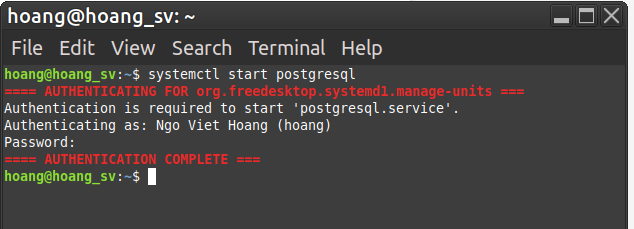 hoang@hoang_sv: ~
File Edit View Search Terminal Help
hoang@hoang_sv:~$ systemctl start postgresql
==== AUTHENTICATING FOR org.freedesktop.systemd1.manage-units ===
Authentication is required to start 'postgresql.service'.
Authenticating as: Ngo Viet Hoang (hoang)
Password:
==== AUTHENTICATION COMPLETE ===
hoang@hoang_sv:~$